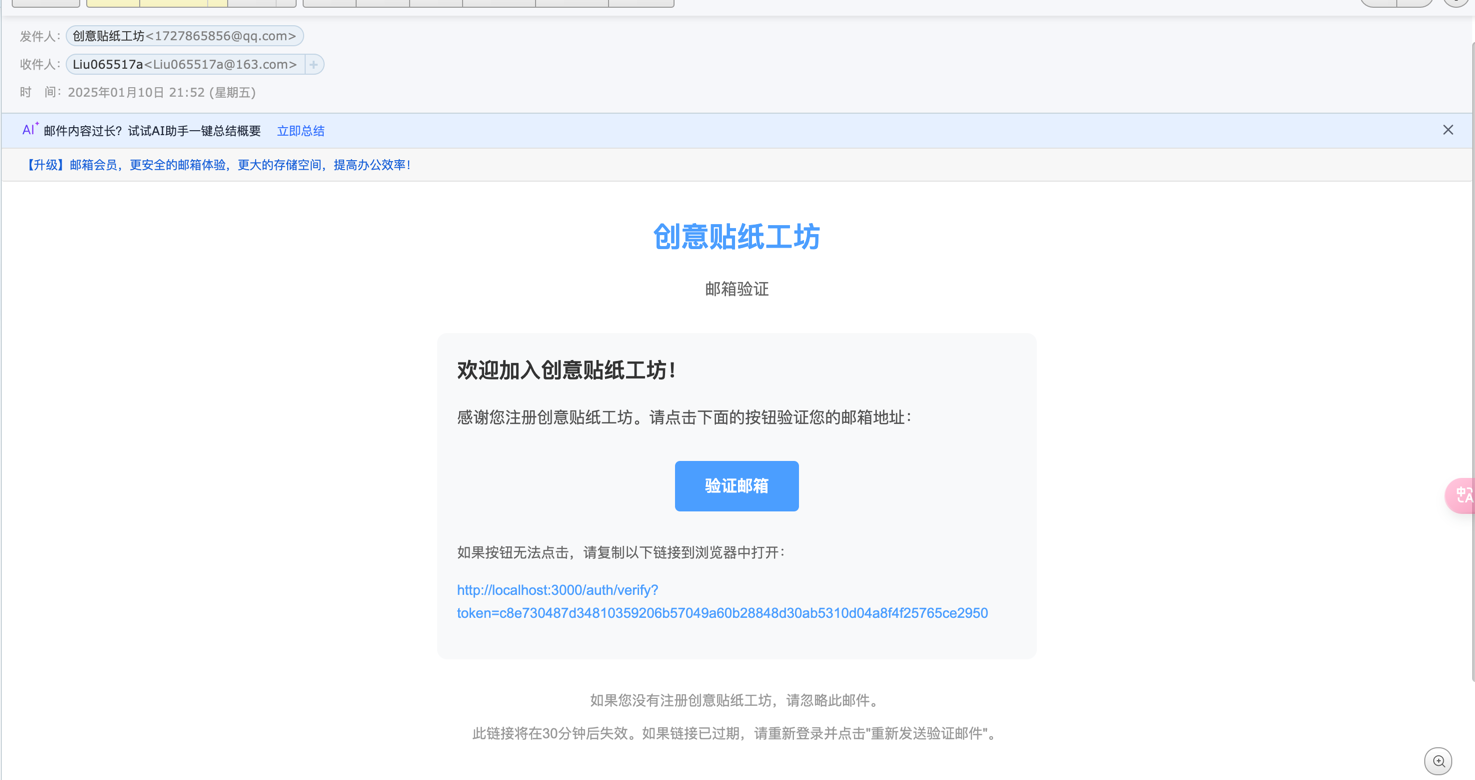 发件人：创意贴纸工坊<1727865856@qq.com>
收件人：Liu065517a<Liu065517a@163.com> +
时　间：2025年01月10日 21:52 (星期五)
AI+ 邮件内容过长？试试AI助手一键总结概要 立即总结
【升级】邮箱会员，更安全的邮箱体验，更大的存储空间，提高办公效率！
创意贴纸工坊
邮箱验证
欢迎加入创意贴纸工坊！
感谢您注册创意贴纸工坊。请点击下面的按钮验证您的邮箱地址：
验证邮箱
如果按钮无法点击，请复制以下链接到浏览器中打开：
http://localhost:3000/auth/verify?
token=c8e730487d34810359206b57049a60b28848d30ab5310d04a8f4f25765ce2950
如果您没有注册创意贴纸工坊，请忽略此邮件。
此链接将在30分钟后失效。如果链接已过期，请重新登录并点击"重新发送验证邮件"。